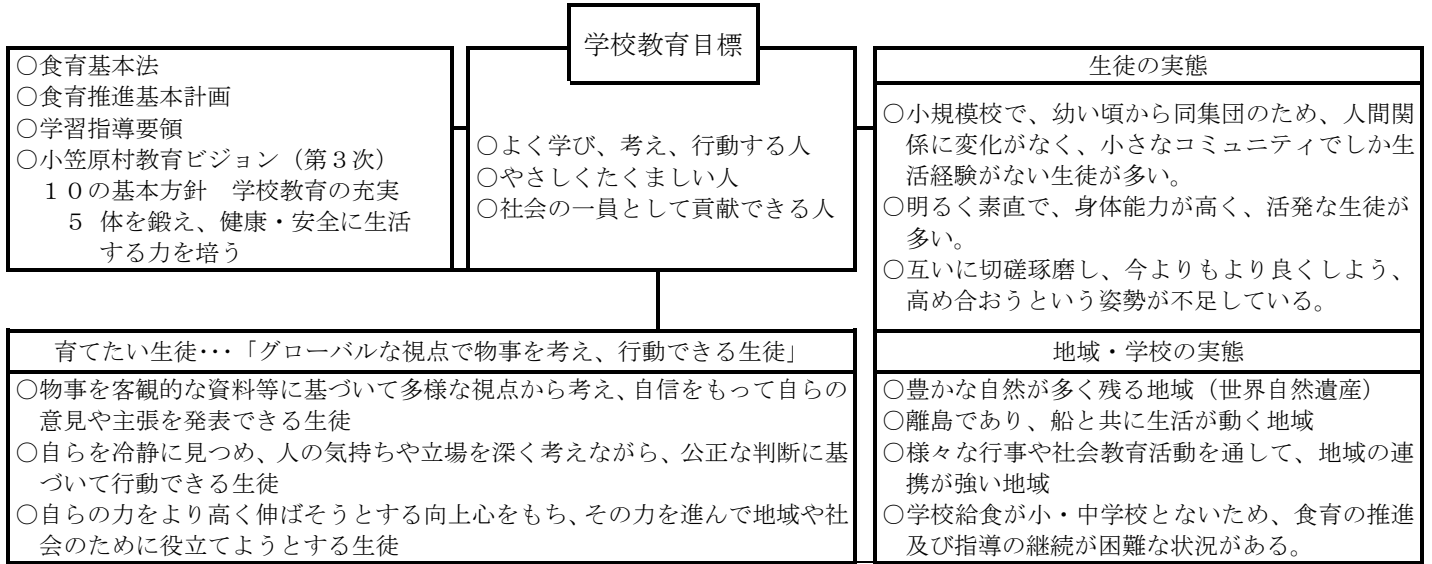 学校教育目標
○食育基本法
○食育推進基本計画
○学習指導要領
○小笠原村教育ビジョン（第３次）
１０の基本方針　学校教育の充実
５　体を鍛え、健康・安全に生活
する力を培う
○よく学び、考え、行動する人
○やさしくたくましい人
○社会の一員として貢献できる人
生徒の実態
○小規模校で、幼い頃から同集団のため、人間関
係に変化がなく、小さなコミュニティでしか生
活経験がない生徒が多い。
○明るく素直で、身体能力が高く、活発な生徒が
多い。
○互いに切磋琢磨し、今よりもより良くしよう、
高め合おうという姿勢が不足している。
育てたい生徒･･･「グローバルな視点で物事を考え、行動できる生徒」
○物事を客観的な資料等に基づいて多様な視点から考え、自信をもって自らの
意見や主張を発表できる生徒
○自らを冷静に見つめ、人の気持ちや立場を深く考えながら、公正な判断に基
づいて行動できる生徒
○自らの力をより高く伸ばそうとする向上心をもち、その力を進んで地域や社
会のために役立てようとする生徒
地域・学校の実態
○豊かな自然が多く残る地域（世界自然遺産）
○離島であり、船と共に生活が動く地域
○様々な行事や社会教育活動を通して、地域の連
携が強い地域
○学校給食が小・中学校とないため、食育の推進
及び指導の継続が困難な状況がある。